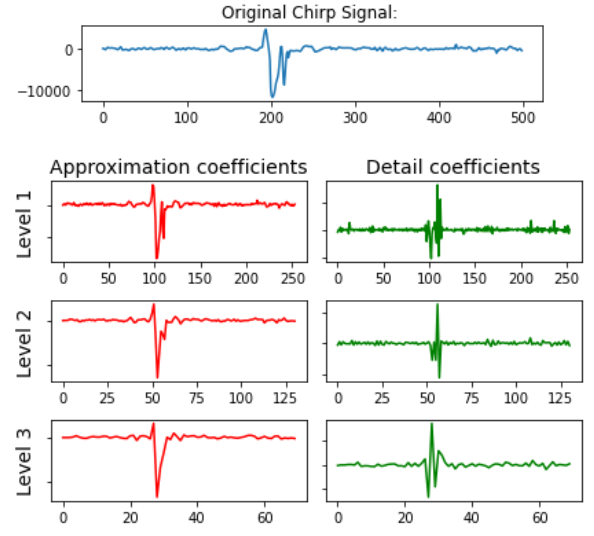 Original Chirp Signal:
0
−10000
0 100 200 300 400 500
Approximation coefficients Detail coefficients
Level 1
0 50 100 150 200 250 0 50 100 150 200 250
Level 2
0 25 50 75 100 125 0 25 50 75 100 125
Level 3
0 20 40 60 0 20 40 60